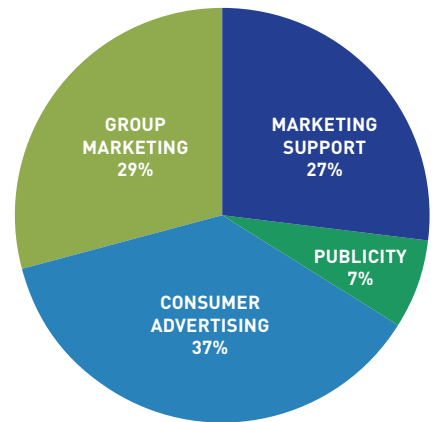 GROUP
MARKETING
29%
MARKETING
SUPPORT
27%
PUBLICITY
7%
CONSUMER
ADVERTISING
37%